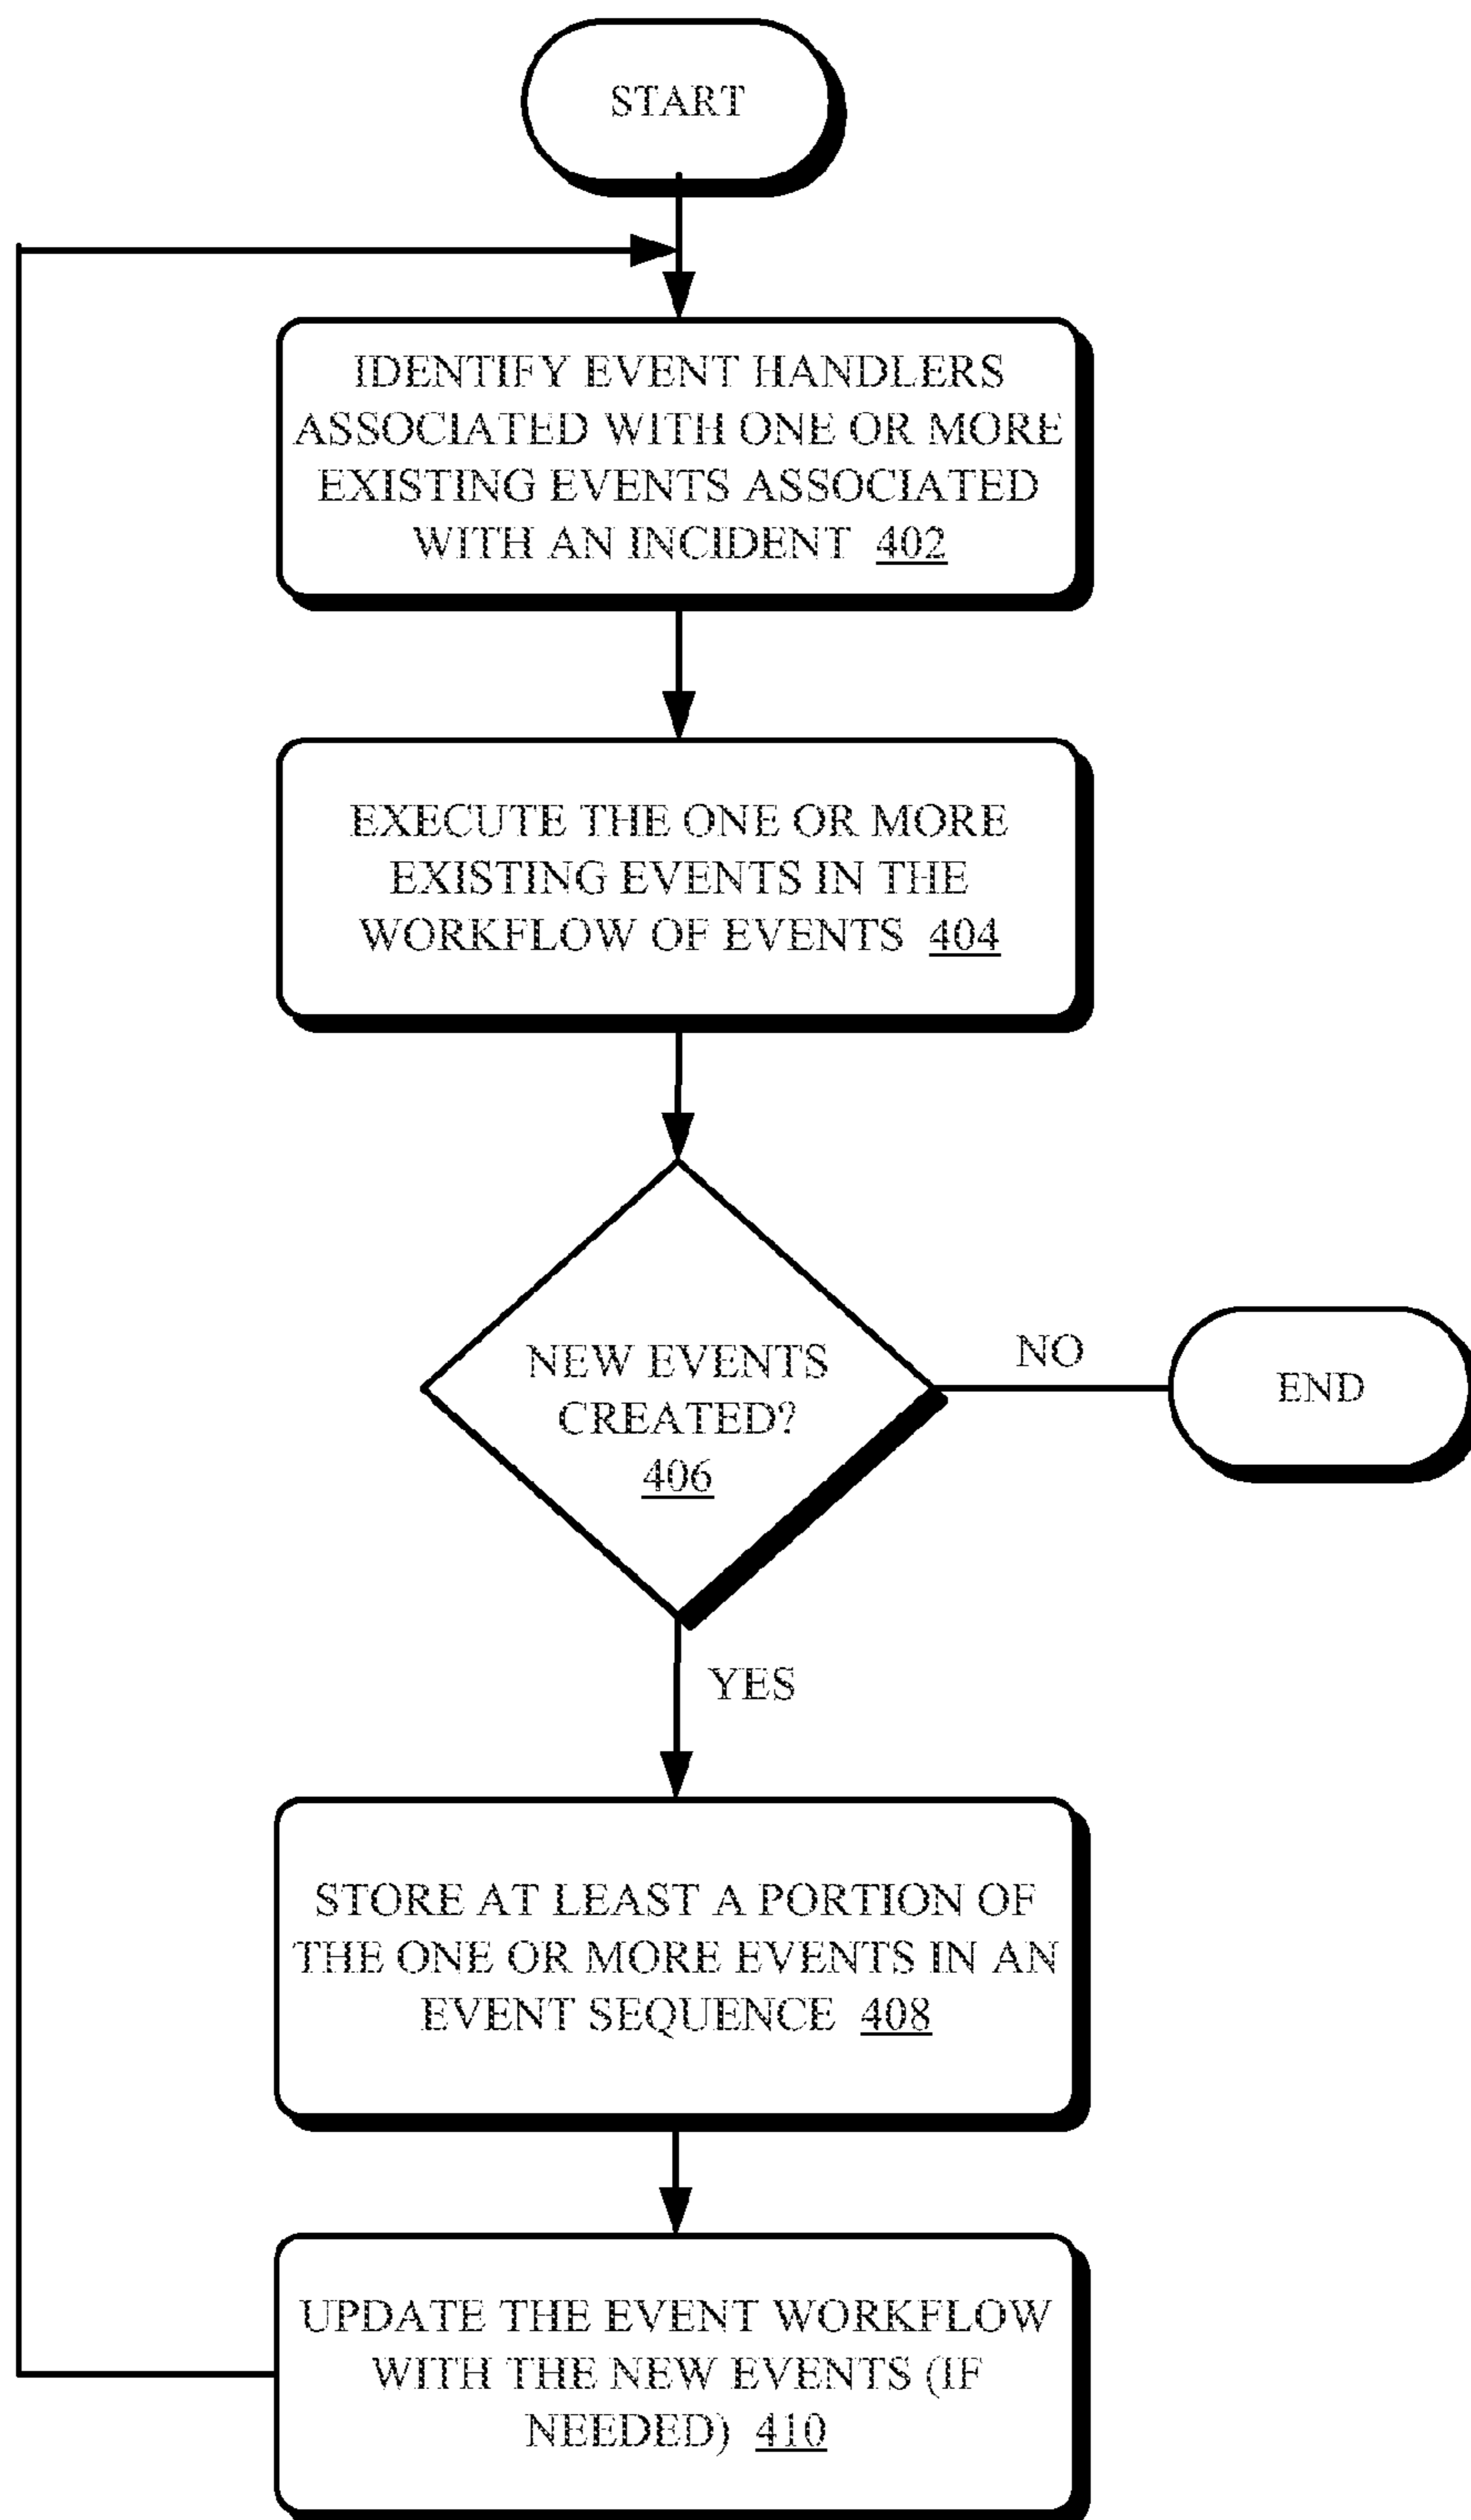 START
IDENTIFY EVENT HANDLERS
ASSOCIATED WITH ONE OR MORE
EXISTING EVENTS ASSOCIATED
WITH AN INCIDENT 402
EXECUTE THE ONE OR MORE
EXISTING EVENTS IN THE
WORKFLOW OF EVENTS 404
NEW EVENTS
CREATED?
406
NO
END
YES
STORE AT LEAST A PORTION OF
THE ONE OR MORE EVENTS IN AN
EVENT SEQUENCE 408
UPDATE THE EVENT WORKFLOW
WITH THE NEW EVENTS (IF
NEEDED) 410